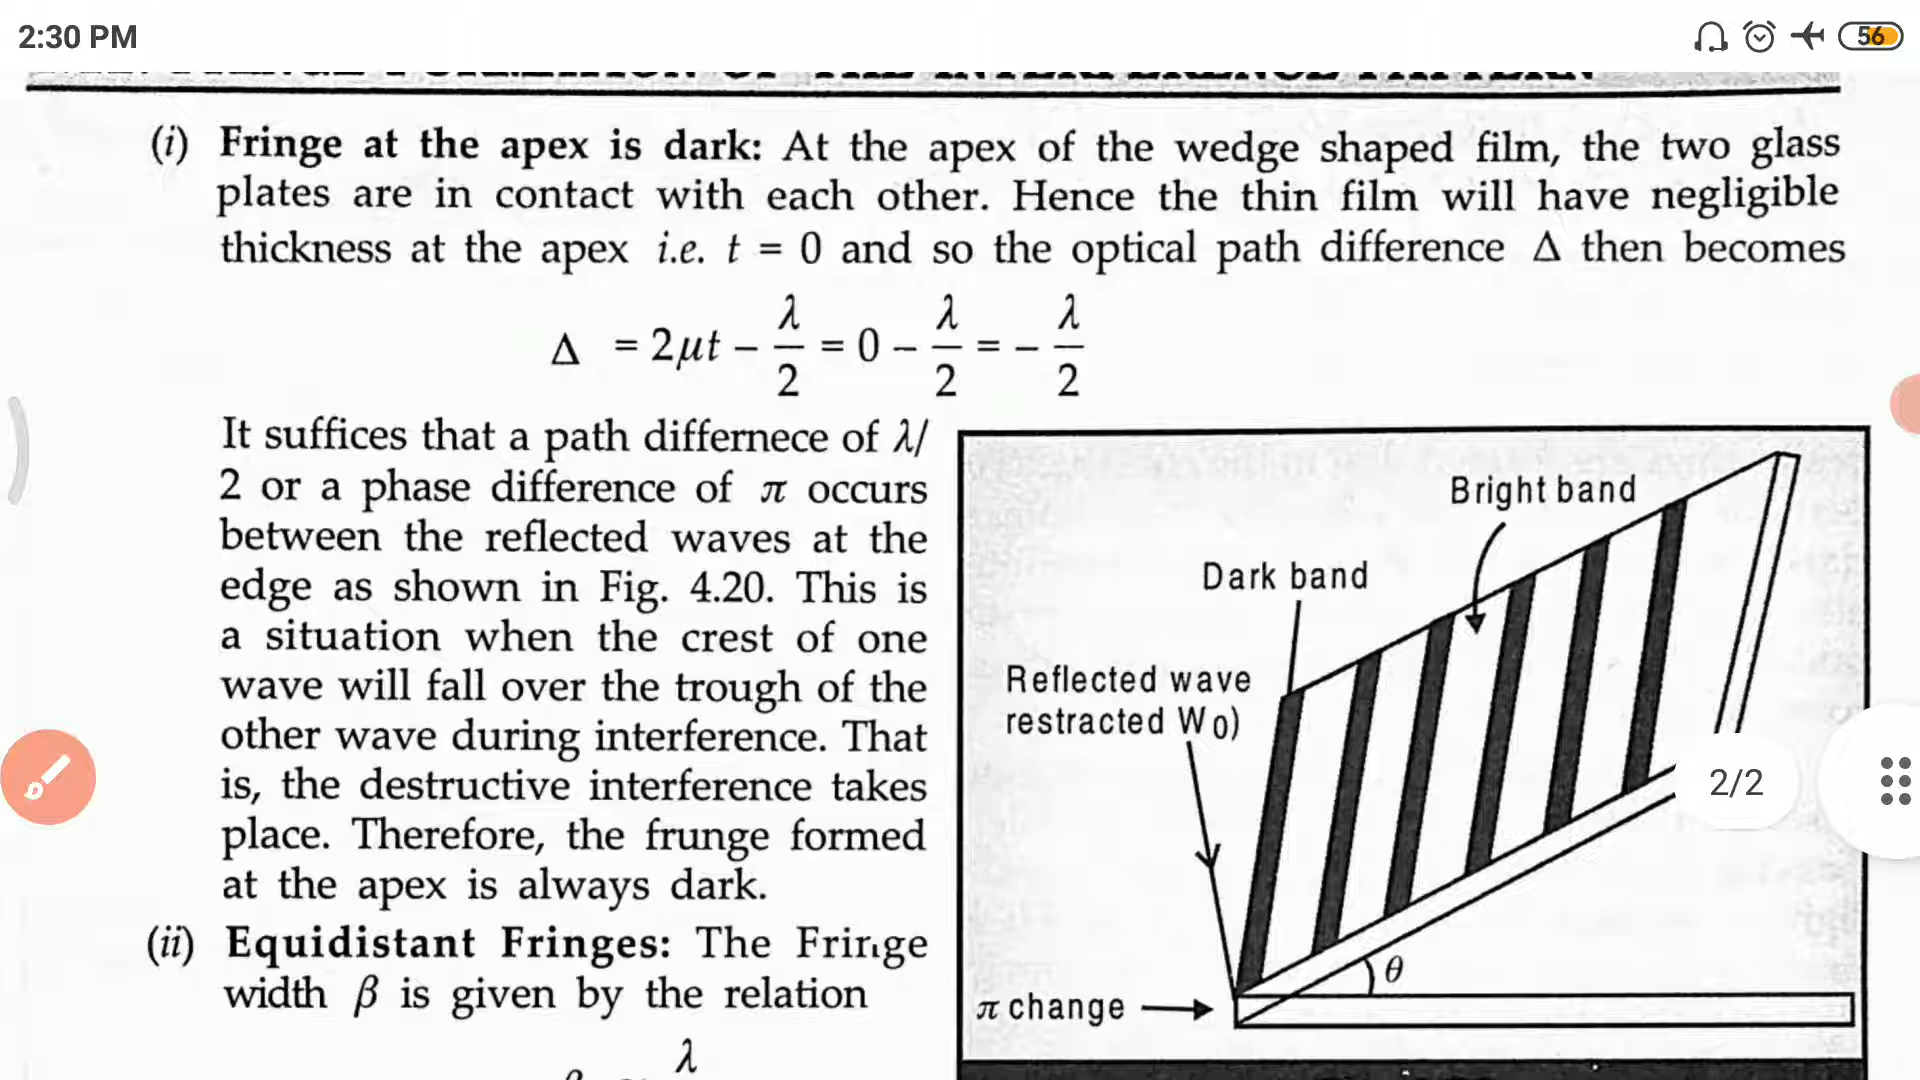 2:30 PM
56
(i) Fringe at the apex is dark: At the apex of the wedge shaped film, the two glass
plates are in contact with each other. Hence the thin film will have negligible
thickness at the apex i.e. t = 0 and so the optical path difference Δ then becomes
Δ = 2μt − λ/2 = 0 − λ/2 = − λ/2
It suffices that a path differnece of λ/
2 or a phase difference of π occurs
between the reflected waves at the
edge as shown in Fig. 4.20. This is
a situation when the crest of one
wave will fall over the trough of the
other wave during interference. That
is, the destructive interference takes
place. Therefore, the frunge formed
at the apex is always dark.
(ii) Equidistant Fringes: The Fringe
width β is given by the relation
λ
Bright band
Dark band
Reflected wave
restracted W0)
2/2
θ
π change